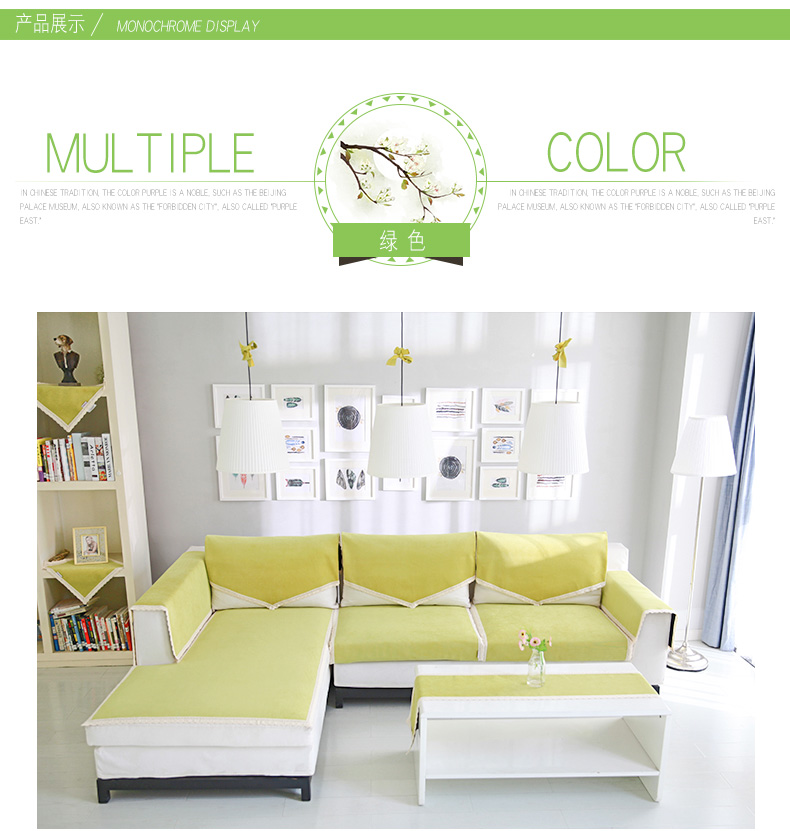 产品展示 / MONOCHROME DISPLAY
MULTIPLE
IN CHINESE TRADITION, THE COLOR PURPLE IS A NOBLE, SUCH AS THE BEIJING
PALACE MUSEUM, ALSO KNOWN AS THE "FORBIDDEN CITY", ALSO CALLED "PURPLE
EAST."
绿色
COLOR
IN CHINESE TRADITION, THE COLOR PURPLE IS A NOBLE, SUCH AS THE BEIJING
PALACE MUSEUM, ALSO KNOWN AS THE "FORBIDDEN CITY", ALSO CALLED "PURPLE
EAST."